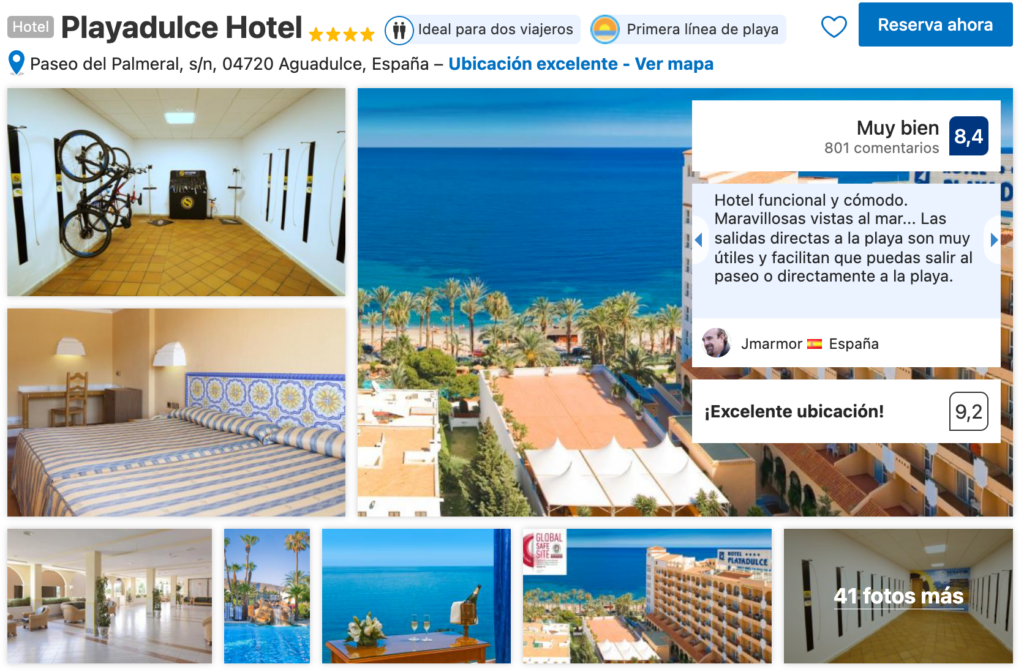 Hotel Playadulce Hotel Ideal para dos viajeros Primera línea de playa Reserva ahora
Paseo del Palmeral, s/n, 04720 Aguadulce, España – Ubicación excelente - Ver mapa
Muy bien
801 comentarios
8,4
Hotel funcional y cómodo.
Maravillosas vistas al mar... Las
salidas directas a la playa son muy
útiles y facilitan que puedas salir al
paseo o directamente a la playa.
Jmarmor España
¡Excelente ubicación! 9,2
GLOBAL
SAFE
SITE
HOTEL
PLAYADULCE
41 fotos más